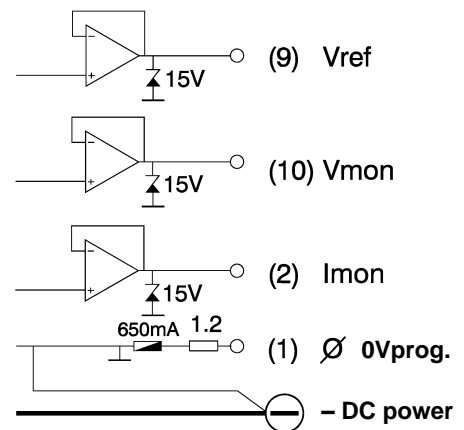 (9) Vref
15V
(10) Vmon
15V
(2) Imon
15V
650mA 1.2
(1) Ø 0Vprog.
– DC power